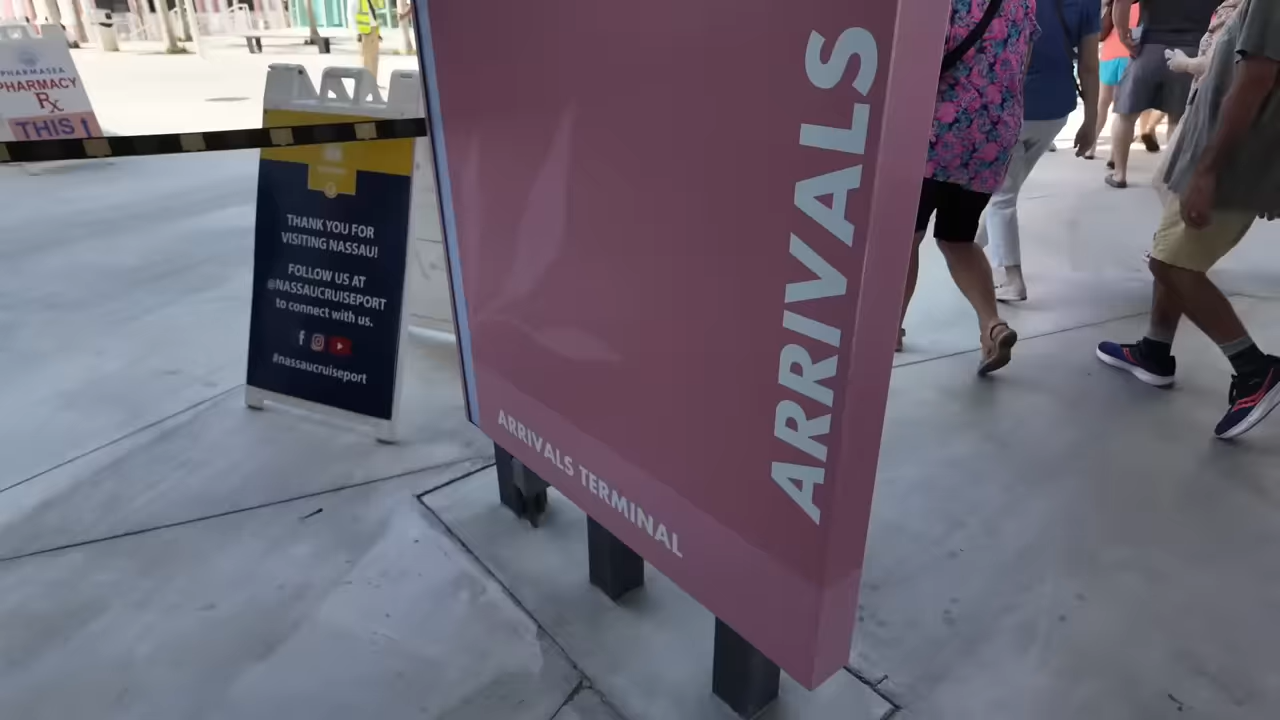 PHARMASEA
PHARMACY
Rx
THIS
THANK YOU FOR
VISITING NASSAU!
FOLLOW US AT
@NASSAUCRUISEPORT
to connect with us.
#nassaucruiseport
ARRIVALS
ARRIVALS TERMINAL